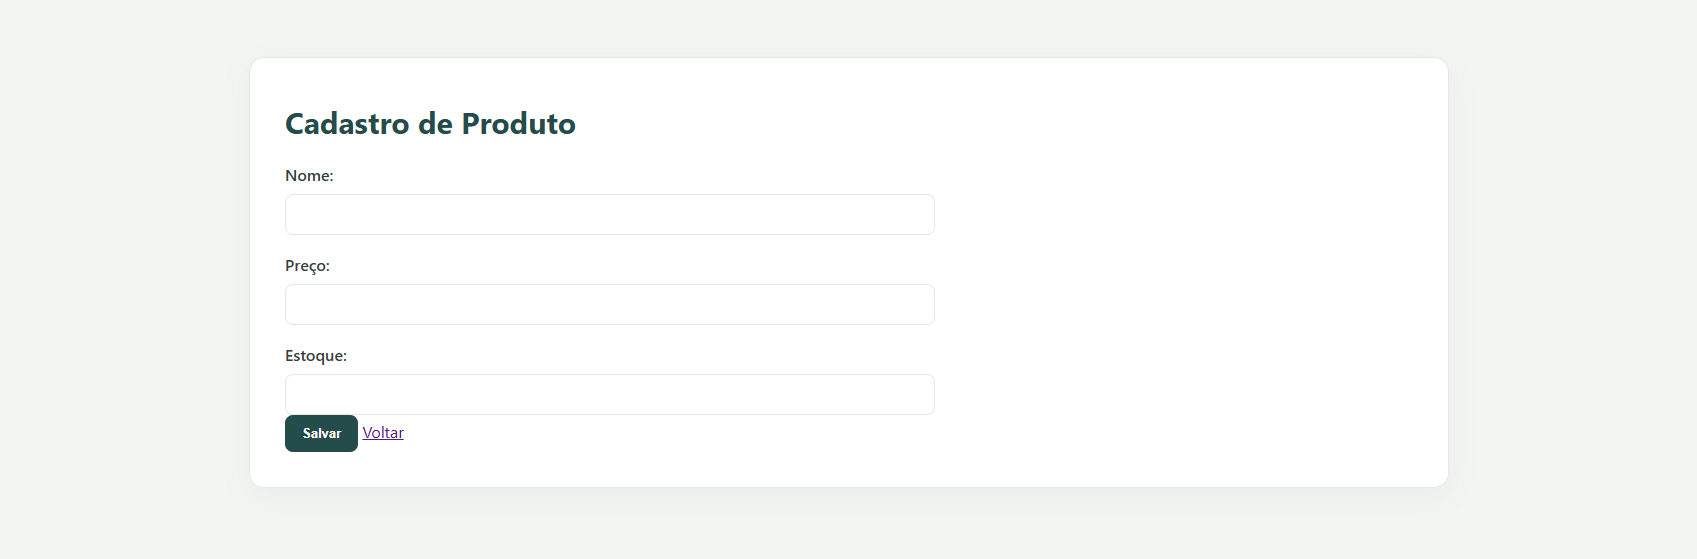 Cadastro de Produto
Nome:
Preço:
Estoque:
Salvar Voltar